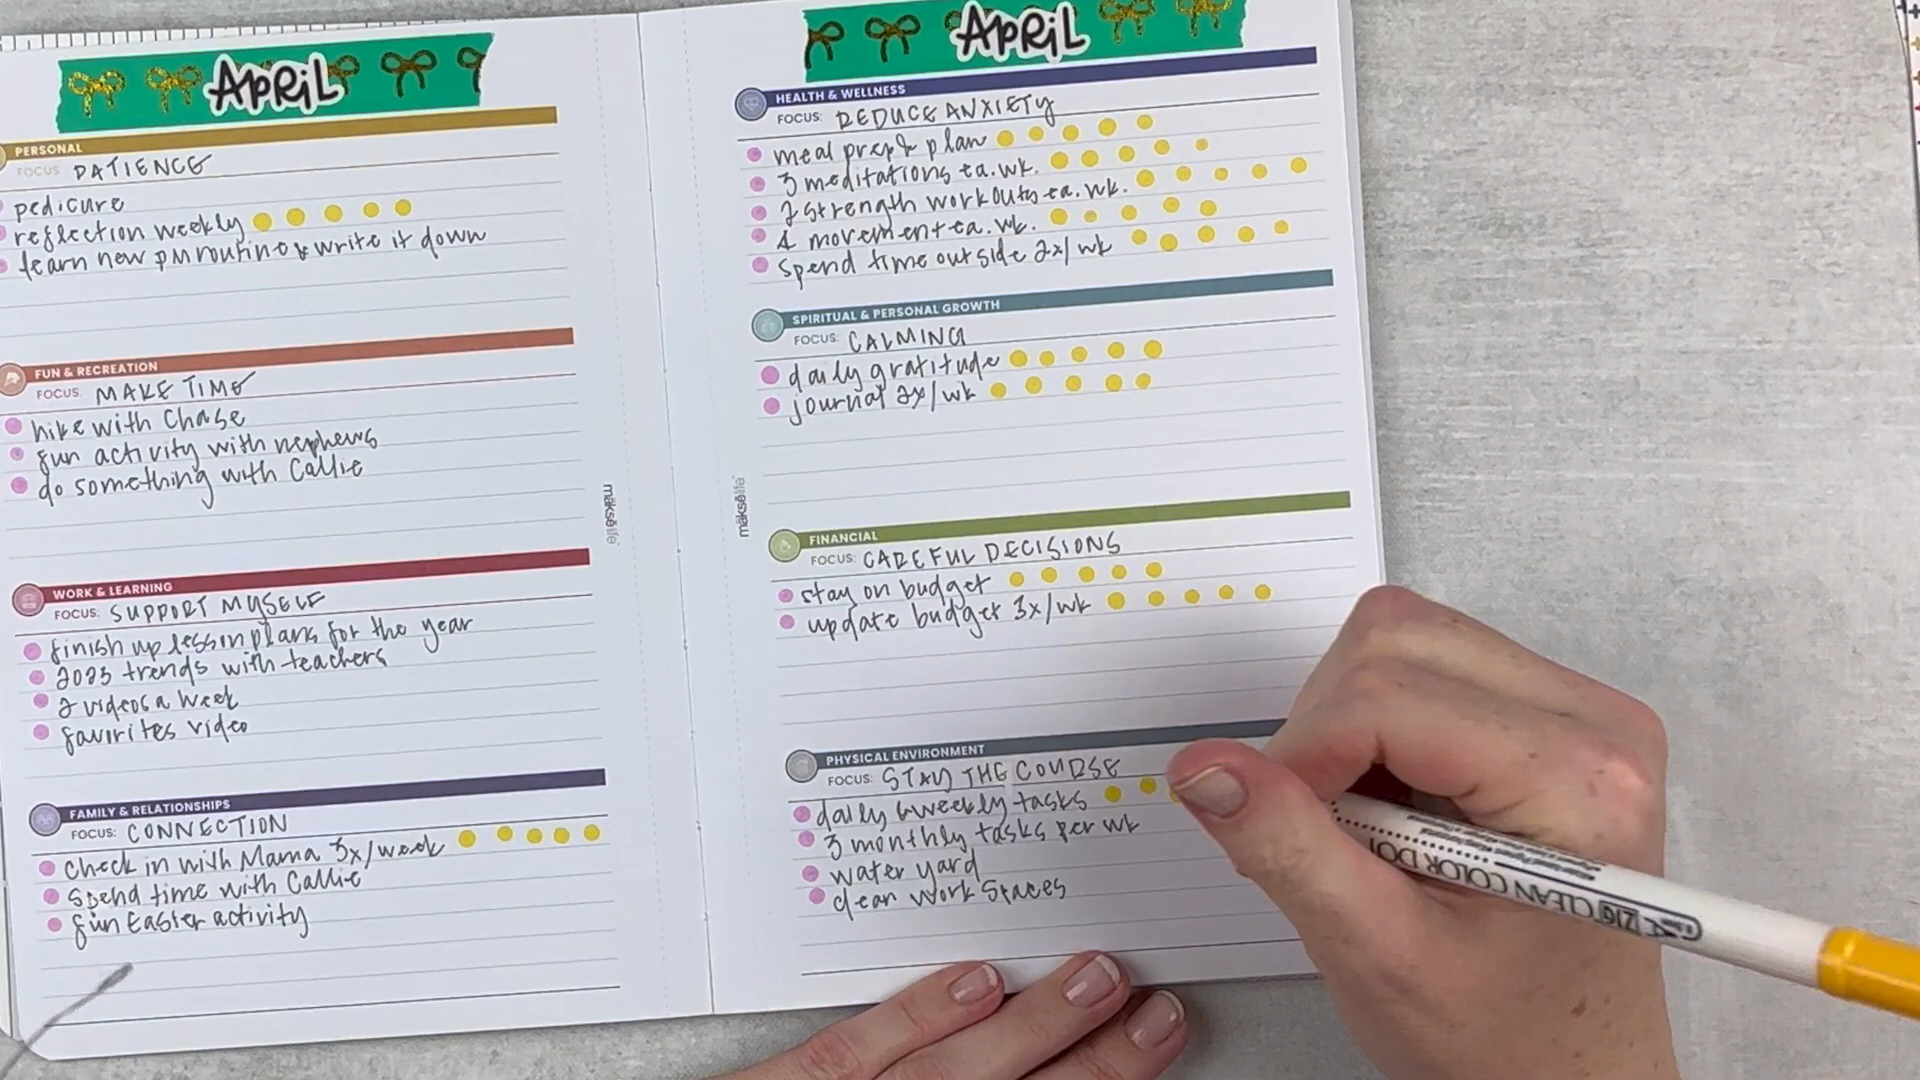 APRiL
PERSONAL
FOCUS PATIENCE
pedicure
reflection weekly
learn new pm routine & write it down
FUN & RECREATION
FOCUS: MAKE TIME
hike with Chase
fun activity with nephews
do something with Callie
WORK & LEARNING
FOCUS: SUPPORT MYSELF
finish up lesson plans for the year
2023 trends with teachers
2 videos a week
favorites video
FAMILY & RELATIONSHIPS
FOCUS: CONNECTION
check in with Mama 3x/week
spend time with Callie
fun Easter activity
mäksēlife
APRiL
HEALTH & WELLNESS
FOCUS: REDUCE ANXIETY
meal prep & plan
3 meditations ea. wk.
2 strength workouts ea. wk.
4 movement ea. wk.
spend time outside 2x/wk
SPIRITUAL & PERSONAL GROWTH
FOCUS: CALMING
daily gratitude
journal 2x/wk
FINANCIAL
FOCUS: CAREFUL DECISIONS
stay on budget
update budget 3x/wk
PHYSICAL ENVIRONMENT
FOCUS: STAY THE COURSE
daily & weekly tasks
3 monthly tasks per wk
water yard
clean work spaces
mäksēlife
ZIG CLEAN COLOR DOT